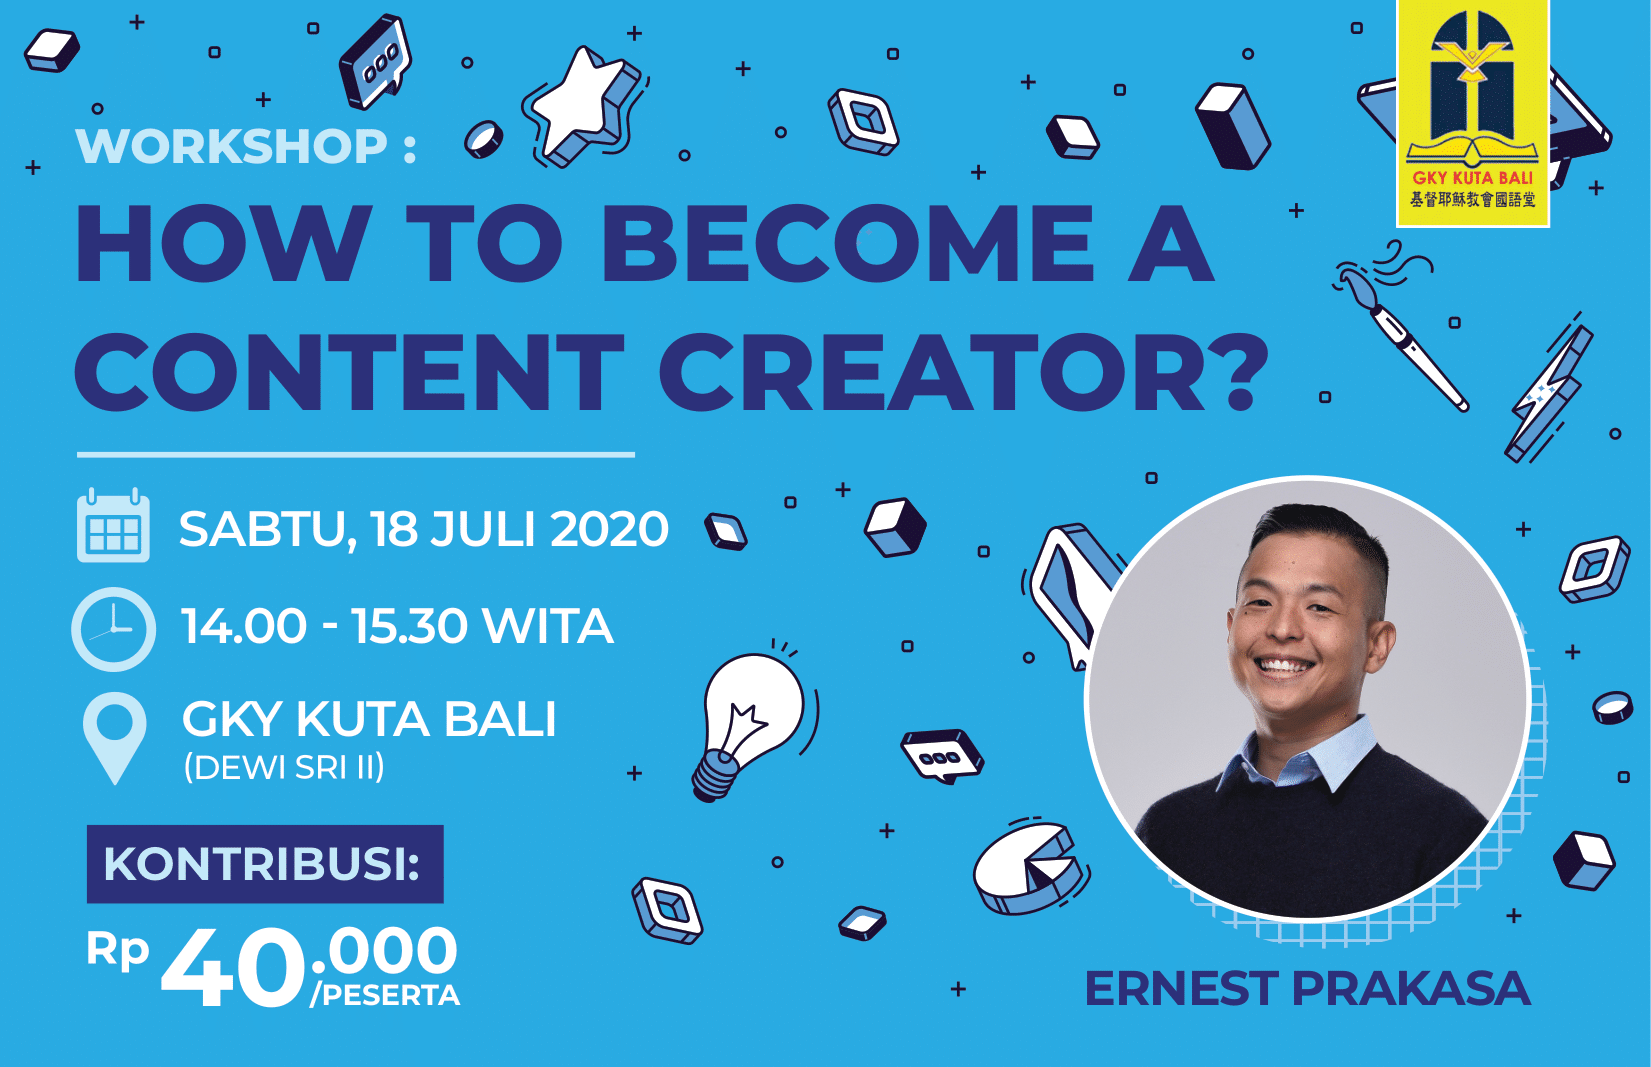 WORKSHOP :
HOW TO BECOME A
CONTENT CREATOR?
GKY KUTA BALI
基督耶穌教會國語堂
SABTU, 18 JULI 2020
14.00 - 15.30 WITA
GKY KUTA BALI
(DEWI SRI II)
KONTRIBUSI:
Rp 40.000
/PESERTA
ERNEST PRAKASA